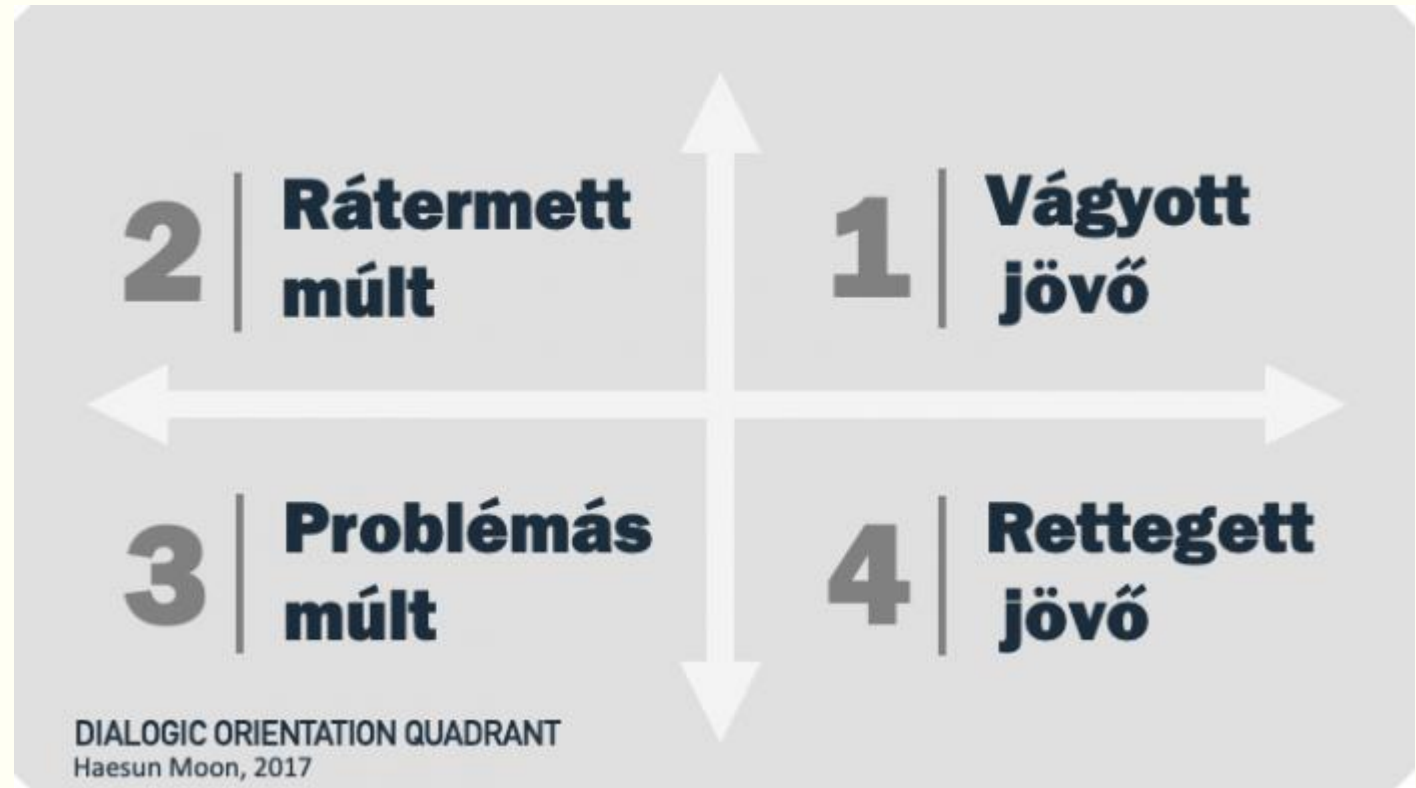 2
Rátermett
múlt
1
Vágyott
jövő
3
Problémás
múlt
4
Rettegett
jövő
DIALOGIC ORIENTATION QUADRANT
Haesun Moon, 2017